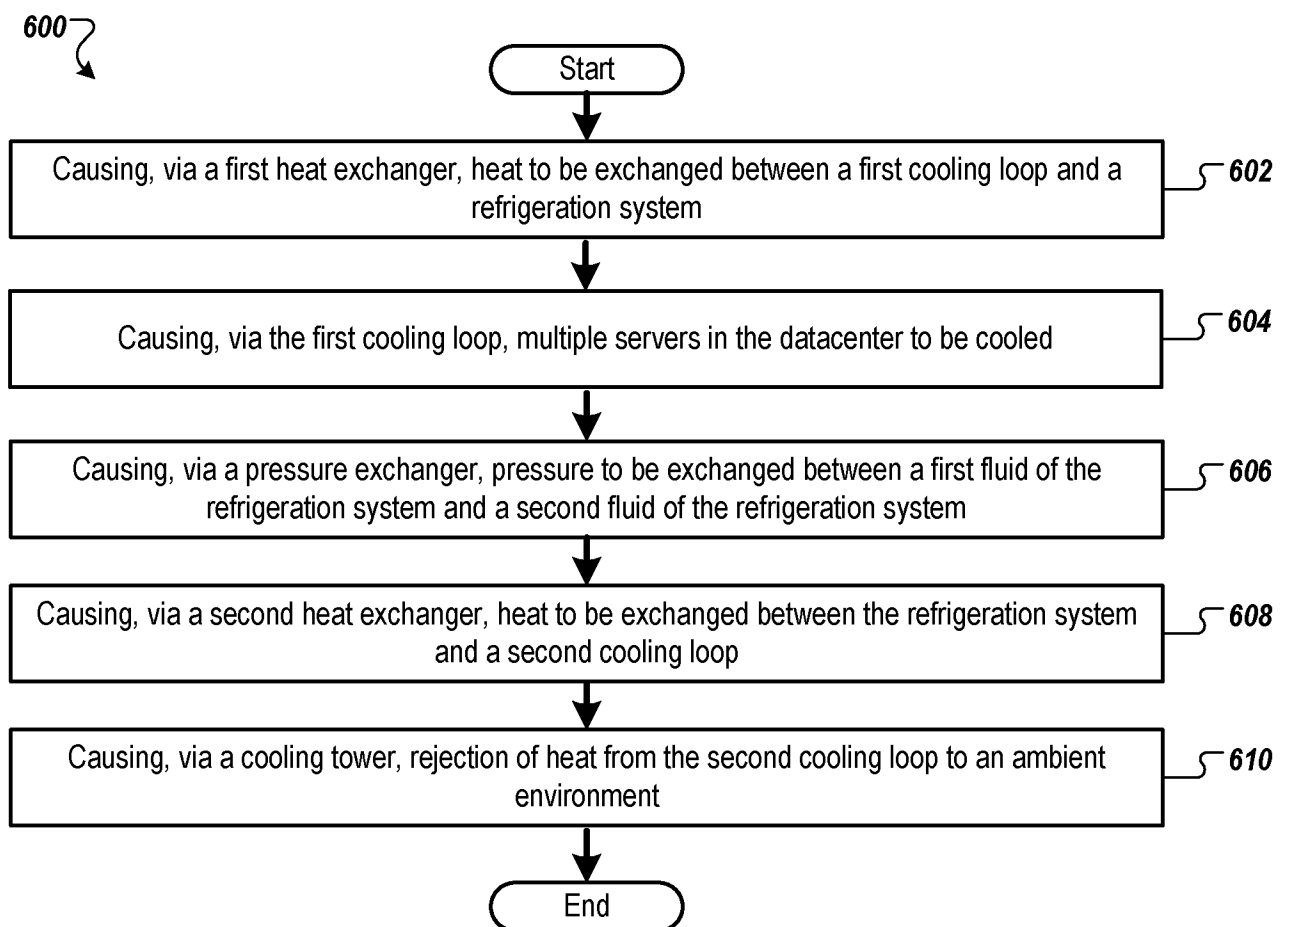 600
Start
Causing, via a first heat exchanger, heat to be exchanged between a first cooling loop and a
refrigeration system
602
Causing, via the first cooling loop, multiple servers in the datacenter to be cooled
604
Causing, via a pressure exchanger, pressure to be exchanged between a first fluid of the
refrigeration system and a second fluid of the refrigeration system
606
Causing, via a second heat exchanger, heat to be exchanged between the refrigeration system
and a second cooling loop
608
Causing, via a cooling tower, rejection of heat from the second cooling loop to an ambient
environment
610
End